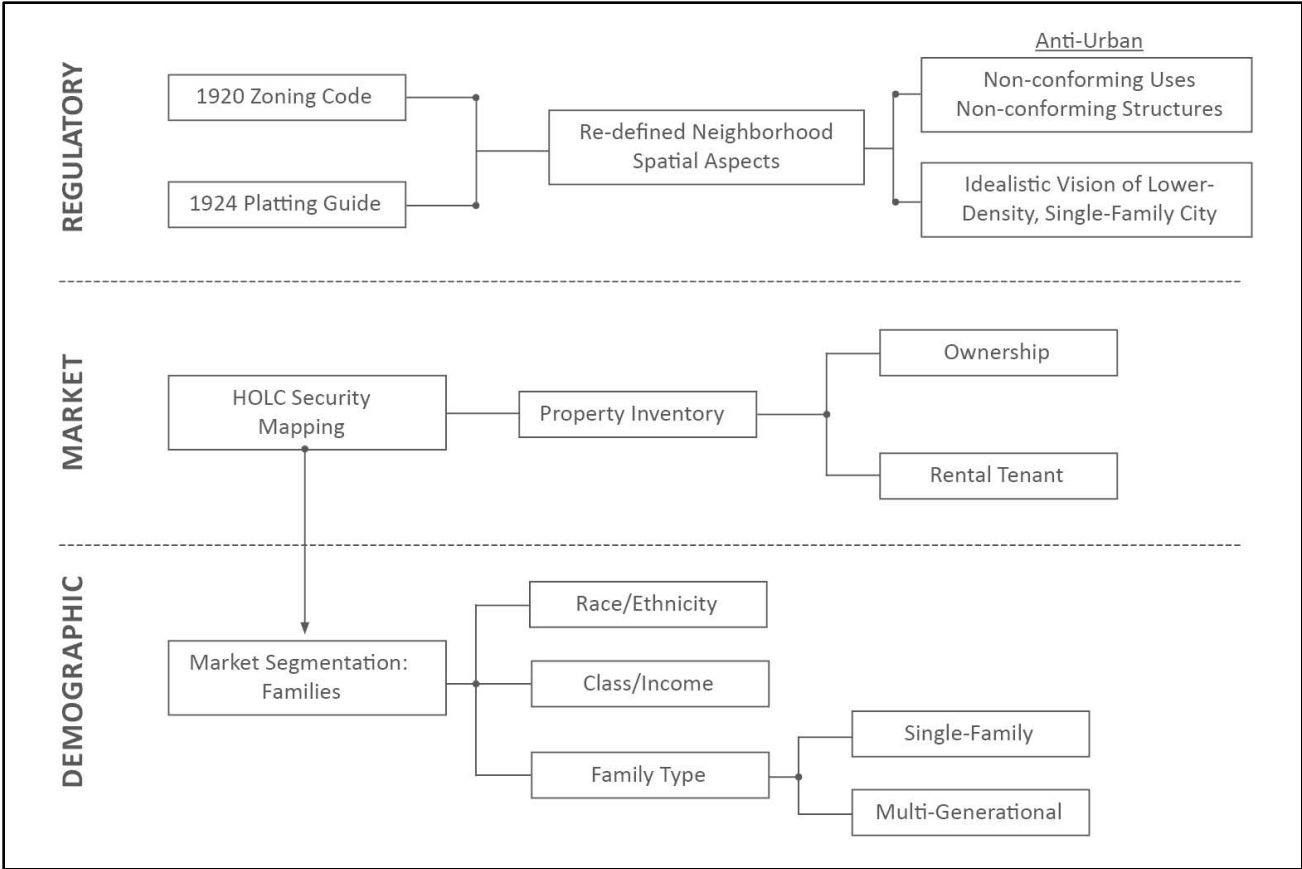 REGULATORY
1920 Zoning Code
1924 Platting Guide
Re-defined Neighborhood
Spatial Aspects
Anti-Urban
Non-conforming Uses
Non-conforming Structures
Idealistic Vision of Lower-
Density, Single-Family City
MARKET
HOLC Security
Mapping
Property Inventory
Ownership
Rental Tenant
DEMOGRAPHIC
Market Segmentation:
Families
Race/Ethnicity
Class/Income
Family Type
Single-Family
Multi-Generational